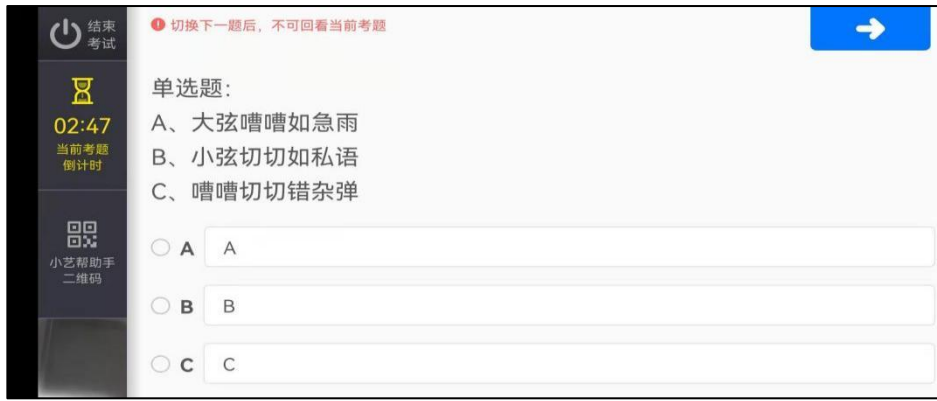 结束
考试
切换下一题后，不可回看当前考题
02:47
当前考题
倒计时
小艺帮助手
二维码
单选题：
A、大弦嘈嘈如急雨
B、小弦切切如私语
C、嘈嘈切切错杂弹
A A
B B
C C